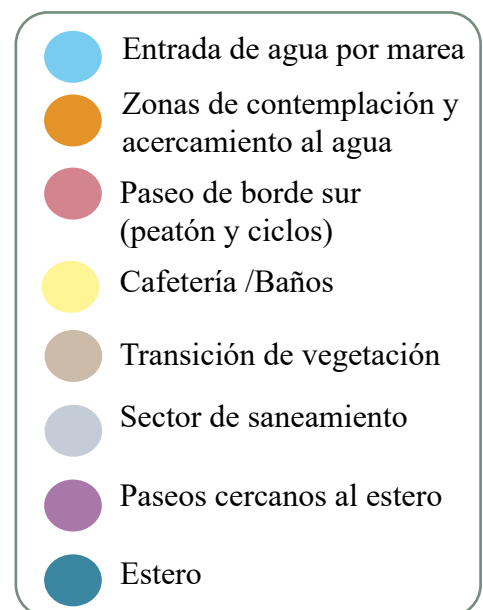 Entrada de agua por marea
Zonas de contemplación y
acercamiento al agua
Paseo de borde sur
(peatón y ciclos)
Cafetería /Baños
Transición de vegetación
Sector de saneamiento
Paseos cercanos al estero
Estero